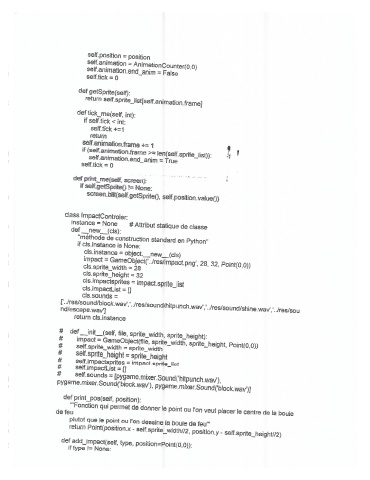 self.position = position
self.animation = AnimationCounter(0,0)
self.animation.end_anim = False
self.tick = 0
def getSprite(self):
return self.sprite_list[self.animation.frame]
def tick_me(self, int):
if self.tick < int:
self.tick +=1
return
self.animation.frame += 1
if (self.animation.frame >= len(self.sprite_list)):
self.animation.end_anim = True
self.tick = 0
def print_me(self, screen):
if self.getSprite() != None:
screen.blit(self.getSprite(), self.position.value())
class ImpactControler:
instance = None # Attribut statique de classe
def __new__(cls):
"méthode de construction standard en Python"
if cls.instance is None:
cls.instance = object.__new__(cls)
impact = GameObject('../res/impact.png', 28, 32, Point(0,0))
cls.sprite_width = 28
cls.sprite_height = 32
cls.impactsprites = impact.sprite_list
cls.impactList = []
cls.sounds =
['../res/sound/block.wav','../res/sound/hitpunch.wav','../res/sound/shine.wav','../res/sou
nd/rescape.wav']
return cls.instance
# def __init__(self, file, sprite_width, sprite_height):
# impact = GameObject(file, sprite_width, sprite_height, Point(0,0))
# self.sprite_width = sprite_width
# self.sprite_height = sprite_height
# self.impactsprites = impact.sprite_list
# self.impactList = []
# self.sounds = [pygame.mixer.Sound('hitpunch.wav'),
pygame.mixer.Sound('block.wav'), pygame.mixer.Sound('block.wav')]
def print_pos(self, position):
"'Fonction qui permet de donner le point ou l'on veut placer le centre de la boule
de feu
plutot que le point ou l'on dessine la boule de feu'"
return Point(position.x - self.sprite_width//2, position.y - self.sprite_height//2)
def add_impact(self, type, position=Point(0,0)):
if type != None: